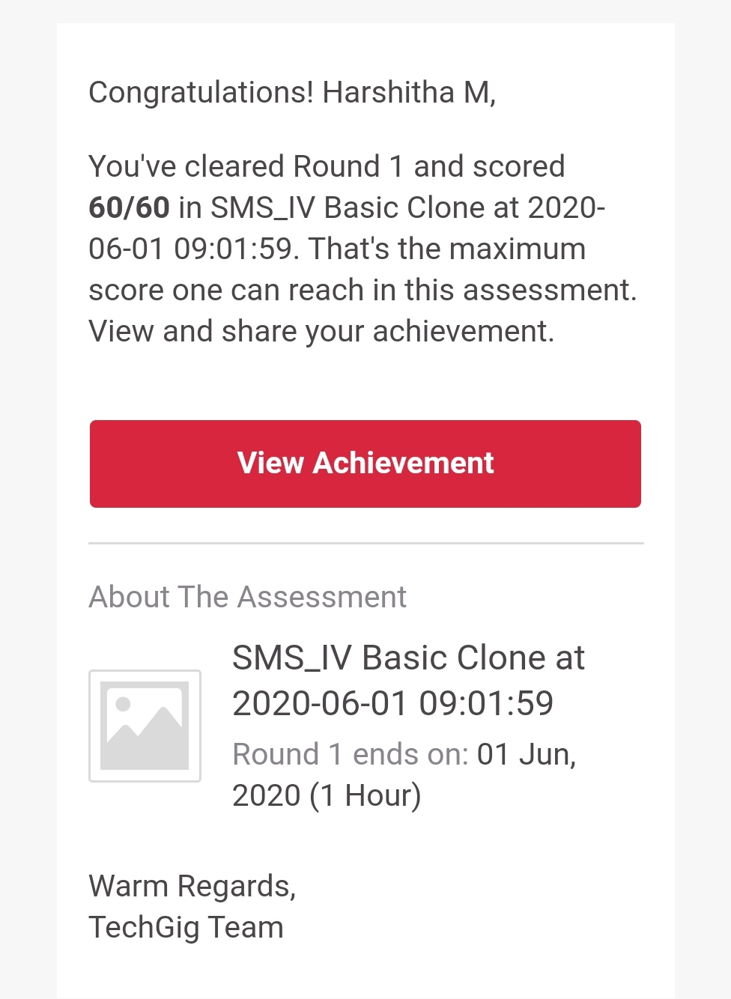 Congratulations! Harshitha M,
You've cleared Round 1 and scored
60/60 in SMS_IV Basic Clone at 2020-
06-01 09:01:59. That's the maximum
score one can reach in this assessment.
View and share your achievement.
View Achievement
About The Assessment
SMS_IV Basic Clone at
2020-06-01 09:01:59
Round 1 ends on: 01 Jun,
2020 (1 Hour)
Warm Regards,
TechGig Team